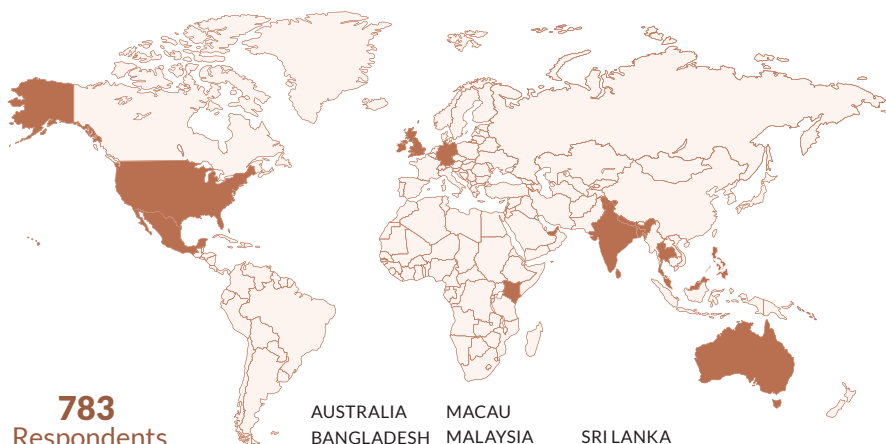 783
Respondents
AUSTRALIA
BANGLADESH
MACAU
MALAYSIA
SRI LANKA